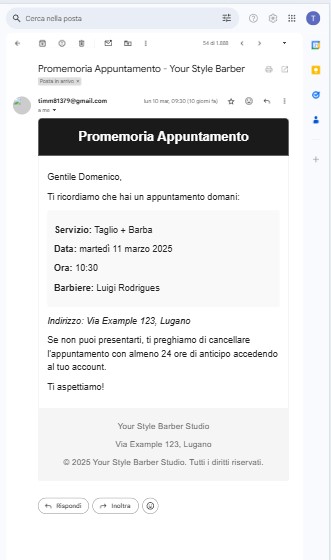 Cerca nella posta
T
54 di 1.888
Promemoria Appuntamento - Your Style Barber
Posta in arrivo ×
timm81379@gmail.com
lun 10 mar, 09:30 (10 giorni fa)
a me
Promemoria Appuntamento
Gentile Domenico,
Ti ricordiamo che hai un appuntamento domani:
Servizio: Taglio + Barba
Data: martedì 11 marzo 2025
Ora: 10:30
Barbiere: Luigi Rodrigues
Indirizzo: Via Example 123, Lugano
Se non puoi presentarti, ti preghiamo di cancellare
l'appuntamento con almeno 24 ore di anticipo accedendo
al tuo account.
Ti aspettiamo!
Your Style Barber Studio
Via Example 123, Lugano
© 2025 Your Style Barber Studio. Tutti i diritti riservati.
Rispondi
Inoltra